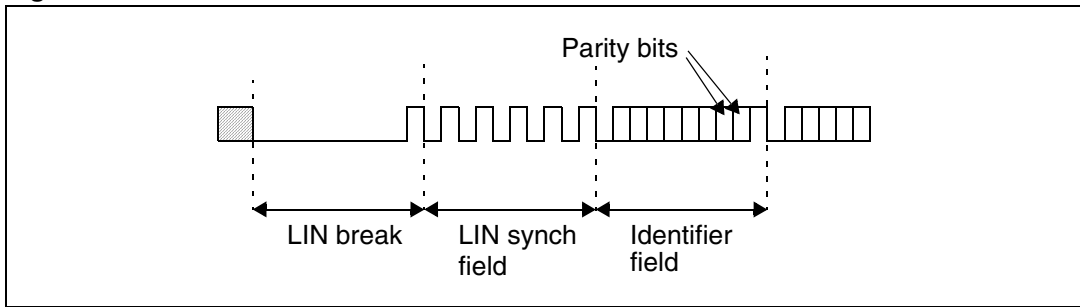 Parity bits
LIN break
LIN synch
field
Identifier
field